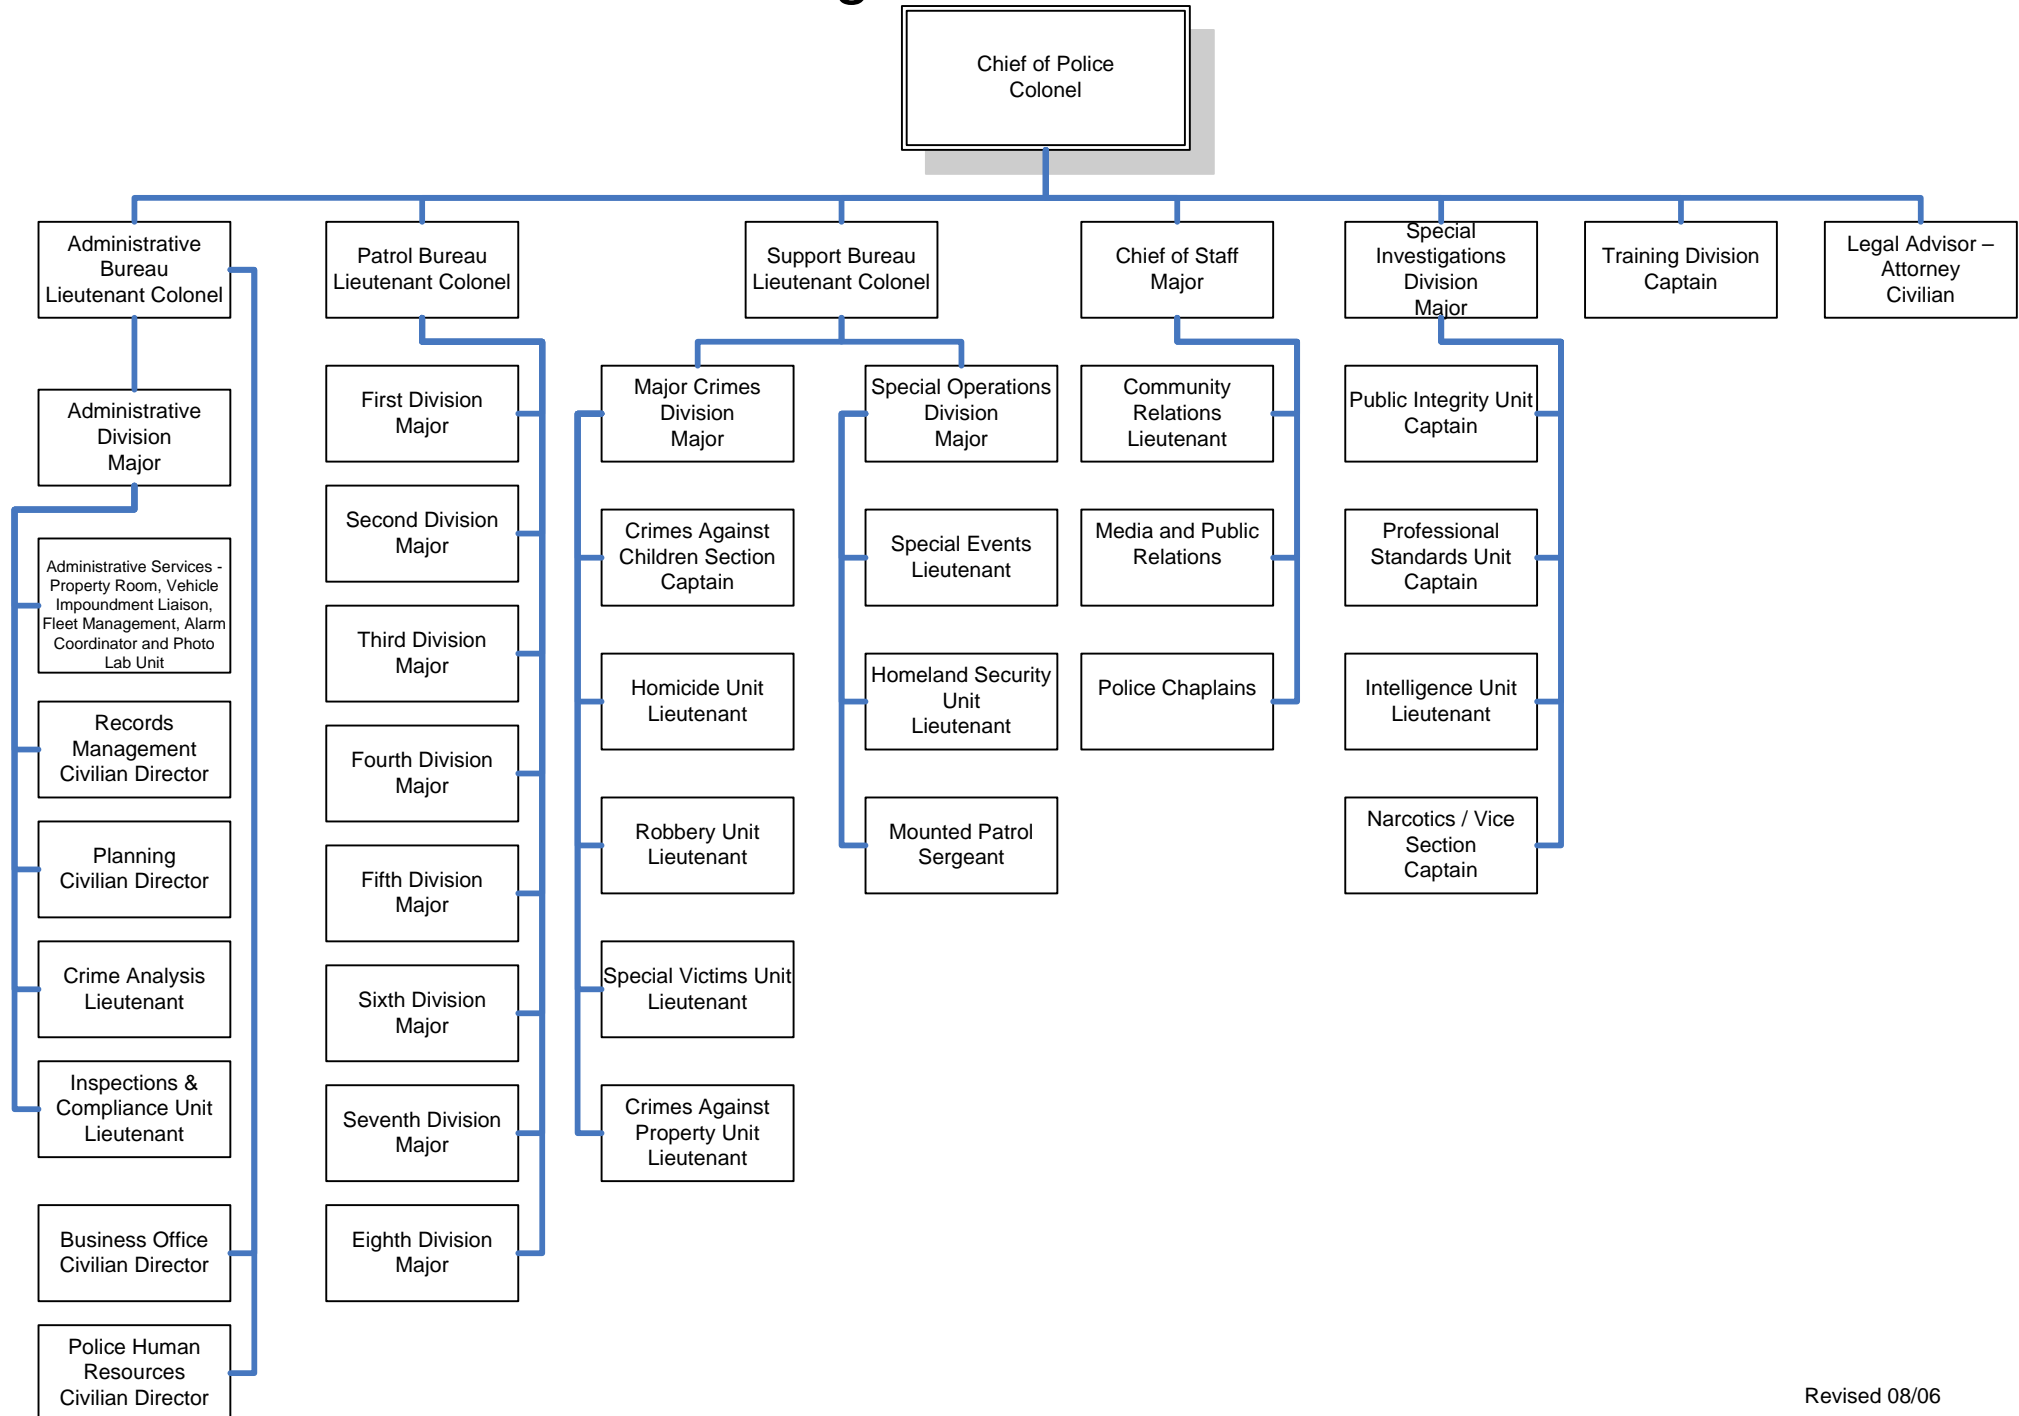 Chief of Police
Colonel
Administrative
Bureau
Lieutenant Colonel
Patrol Bureau
Lieutenant Colonel
Support Bureau
Lieutenant Colonel
Chief of Staff
Major
Special
Investigations
Division
Major
Training Division
Captain
Legal Advisor –
Attorney
Civilian
Administrative
Division
Major
Administrative Services -
Property Room, Vehicle
Impoundment Liaison,
Fleet Management, Alarm
Coordinator and Photo
Lab Unit
Records
Management
Civilian Director
Planning
Civilian Director
Crime Analysis
Lieutenant
Inspections &
Compliance Unit
Lieutenant
Business Office
Civilian Director
Police Human
Resources
Civilian Director
First Division
Major
Second Division
Major
Third Division
Major
Fourth Division
Major
Fifth Division
Major
Sixth Division
Major
Seventh Division
Major
Eighth Division
Major
Major Crimes
Division
Major
Crimes Against
Children Section
Captain
Homicide Unit
Lieutenant
Robbery Unit
Lieutenant
Special Victims Unit
Lieutenant
Crimes Against
Property Unit
Lieutenant
Special Operations
Division
Major
Special Events
Lieutenant
Homeland Security
Unit
Lieutenant
Mounted Patrol
Sergeant
Community
Relations
Lieutenant
Media and Public
Relations
Police Chaplains
Public Integrity Unit
Captain
Professional
Standards Unit
Captain
Intelligence Unit
Lieutenant
Narcotics / Vice
Section
Captain
Revised 08/06